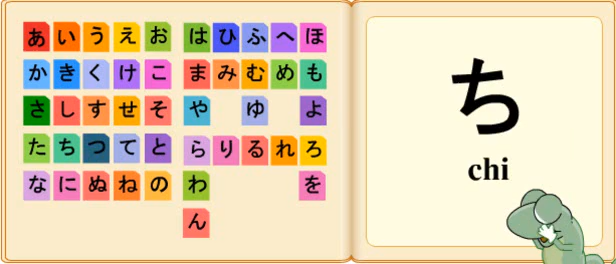 あ い う え お
か き く け こ
さ し す せ そ
た ち つ て と
な に ぬ ね の
は ひ ふ へ ほ
ま み む め も
や ゆ よ
ら り る れ ろ
わ を
ん
ち
chi